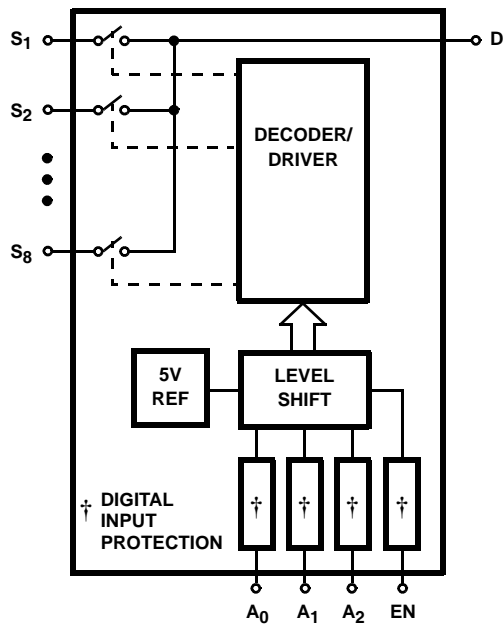 S1
D
S2
DECODER/
DRIVER
S8
5V
REF
LEVEL
SHIFT
† † † †
† DIGITAL
INPUT
PROTECTION
A0 A1 A2 EN